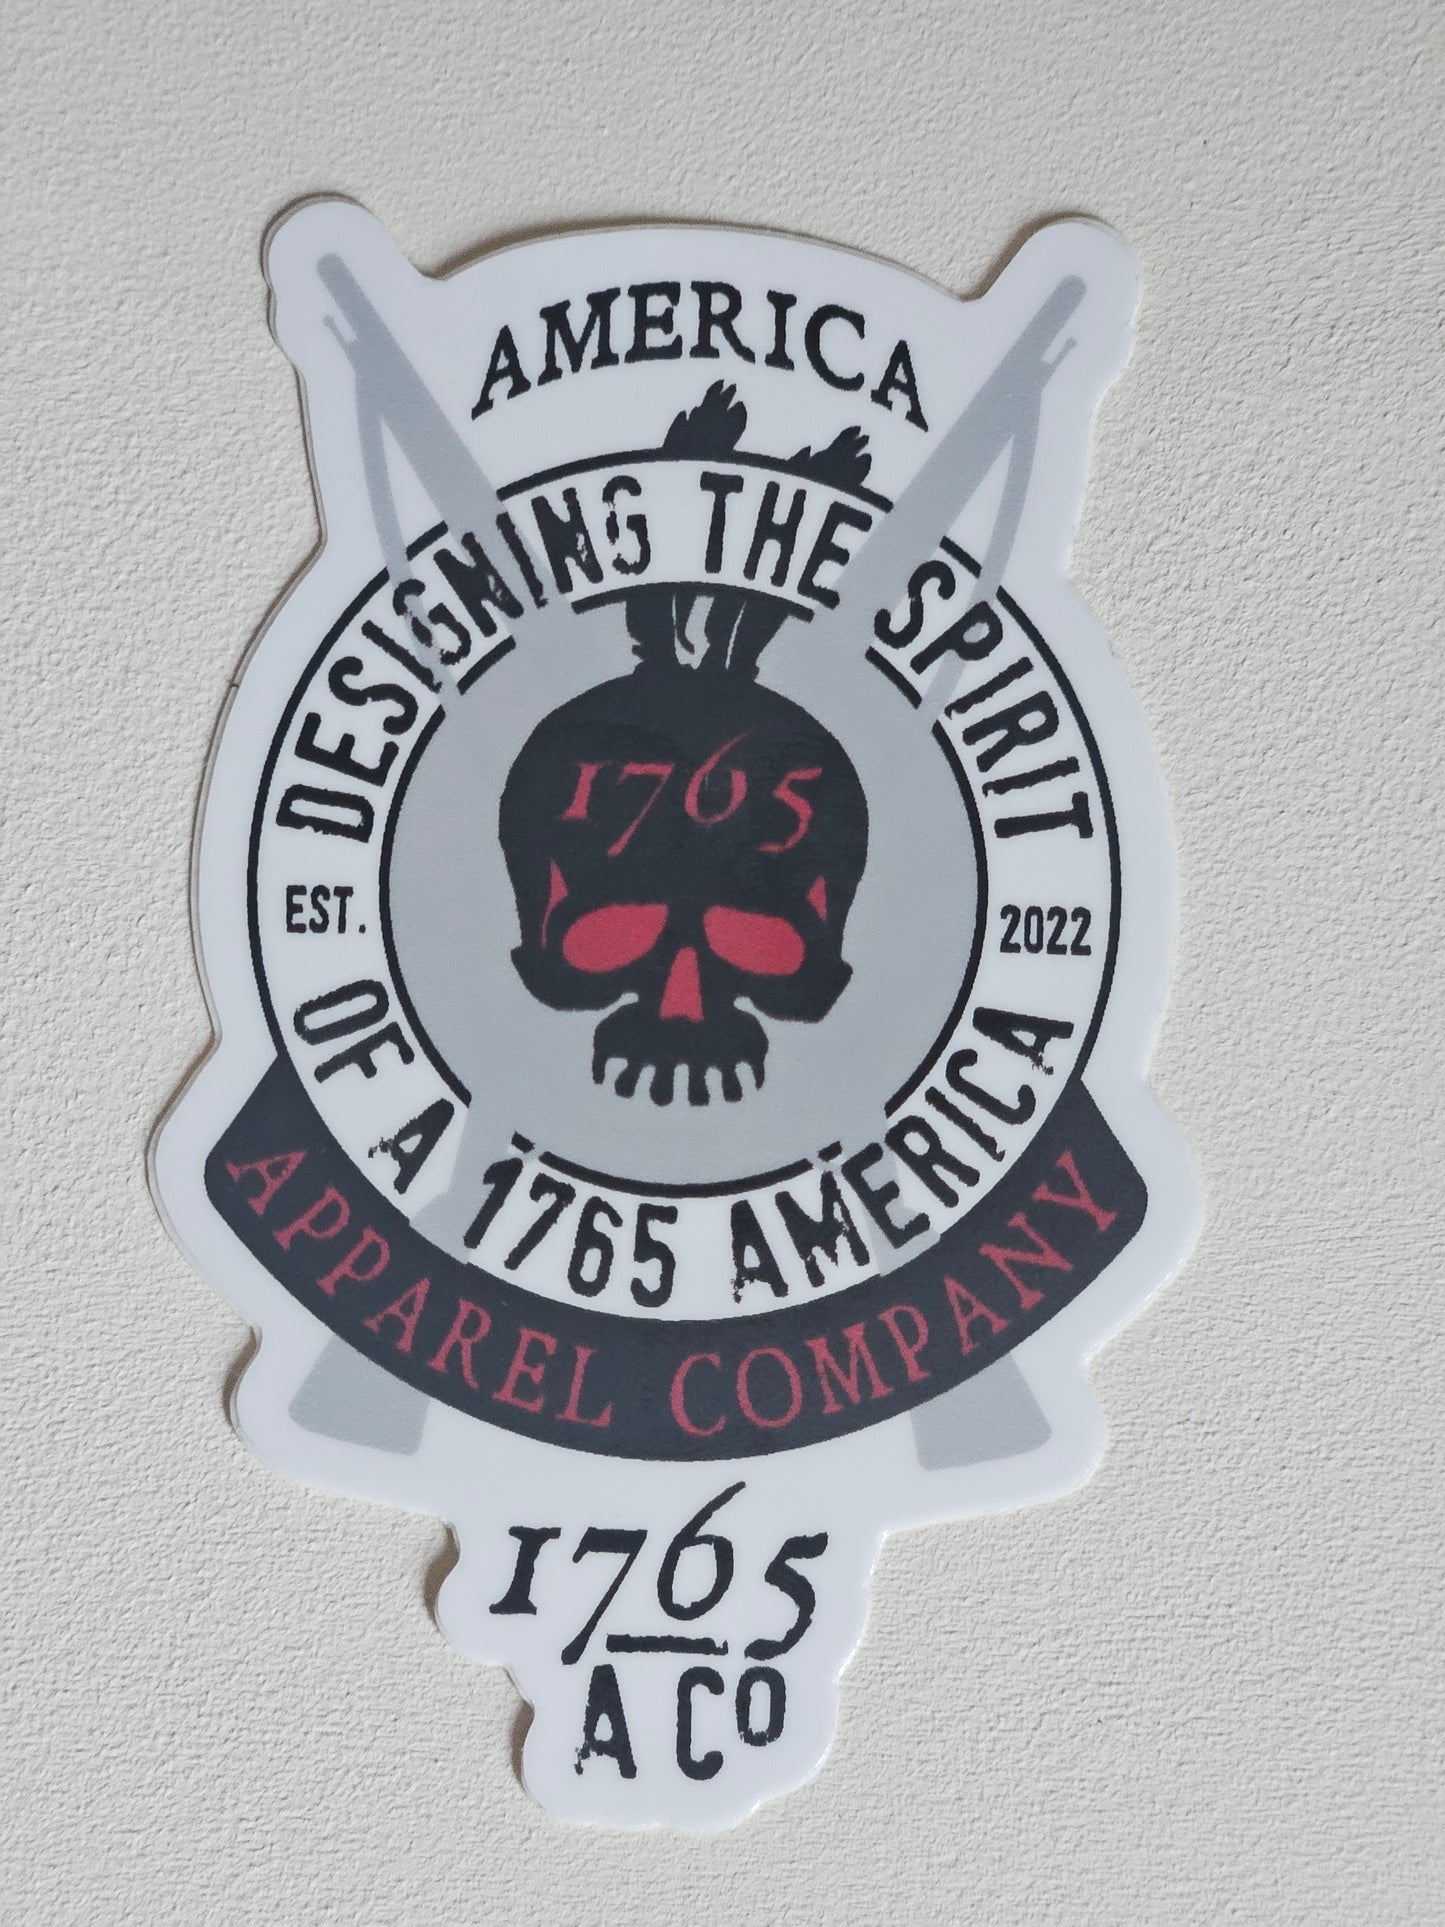 AMERICA
DESIGNING THE SPIRIT
1765
EST. 2022
OF A 1765 AMERICA
APPAREL COMPANY
1765
A CO